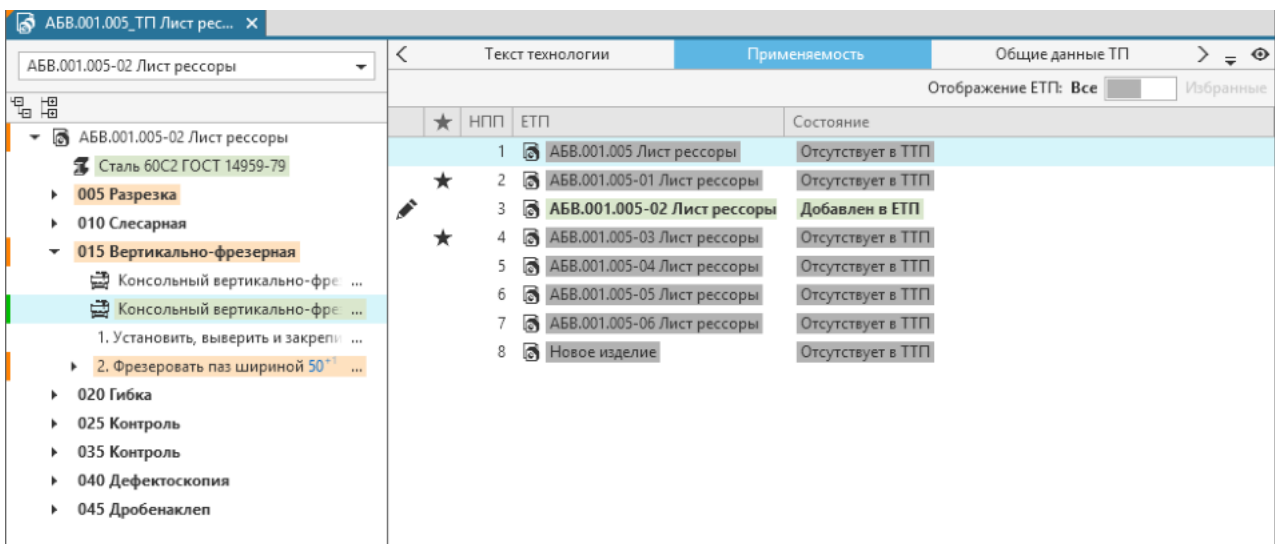 АБВ.001.005_ТП Лист рес...
АБВ.001.005-02 Лист рессоры
АБВ.001.005-02 Лист рессоры
Сталь 60С2 ГОСТ 14959-79
005 Разрезка
010 Слесарная
015 Вертикально-фрезерная
Консольный вертикально-фре ...
Консольный вертикально-фре ...
1. Установить, выверить и закрепи ...
2. Фрезеровать паз шириной 50⁺¹ ...
020 Гибка
025 Контроль
035 Контроль
040 Дефектоскопия
045 Дробенаклеп
Текст технологии Применяемость Общие данные ТП
Отображение ЕТП: Все Избранные
НПП ЕТП Состояние
1 АБВ.001.005 Лист рессоры Отсутствует в ТТП
2 АБВ.001.005-01 Лист рессоры Отсутствует в ТТП
3 АБВ.001.005-02 Лист рессоры Добавлен в ЕТП
4 АБВ.001.005-03 Лист рессоры Отсутствует в ТТП
5 АБВ.001.005-04 Лист рессоры Отсутствует в ТТП
6 АБВ.001.005-05 Лист рессоры Отсутствует в ТТП
7 АБВ.001.005-06 Лист рессоры Отсутствует в ТТП
8 Новое изделие Отсутствует в ТТП